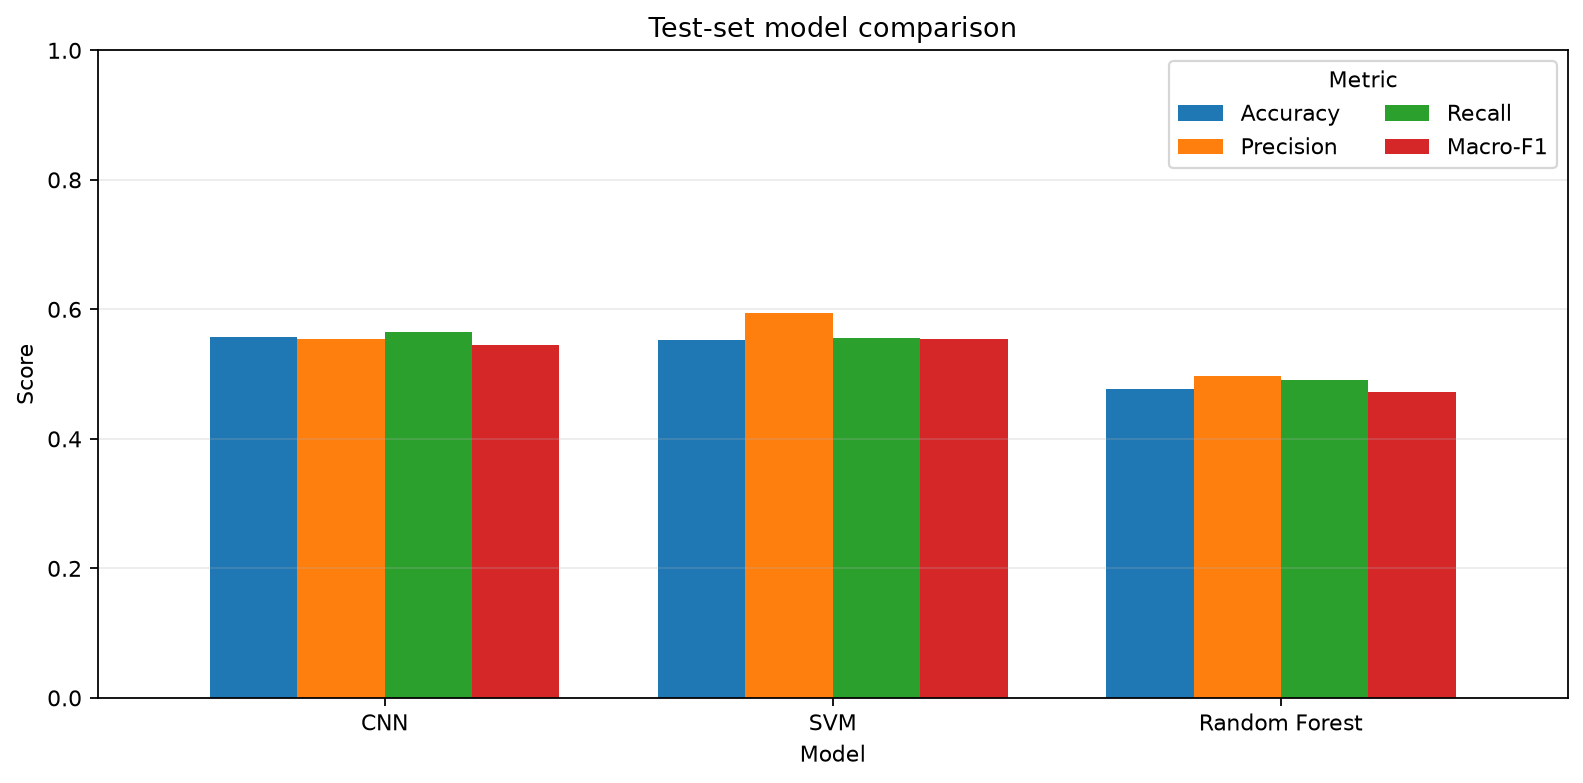 Test-set model comparison
1.0
0.8
0.6
0.4
0.2
0.0
Score
Metric
Accuracy
Precision
Recall
Macro-F1
CNN
SVM
Random Forest
Model